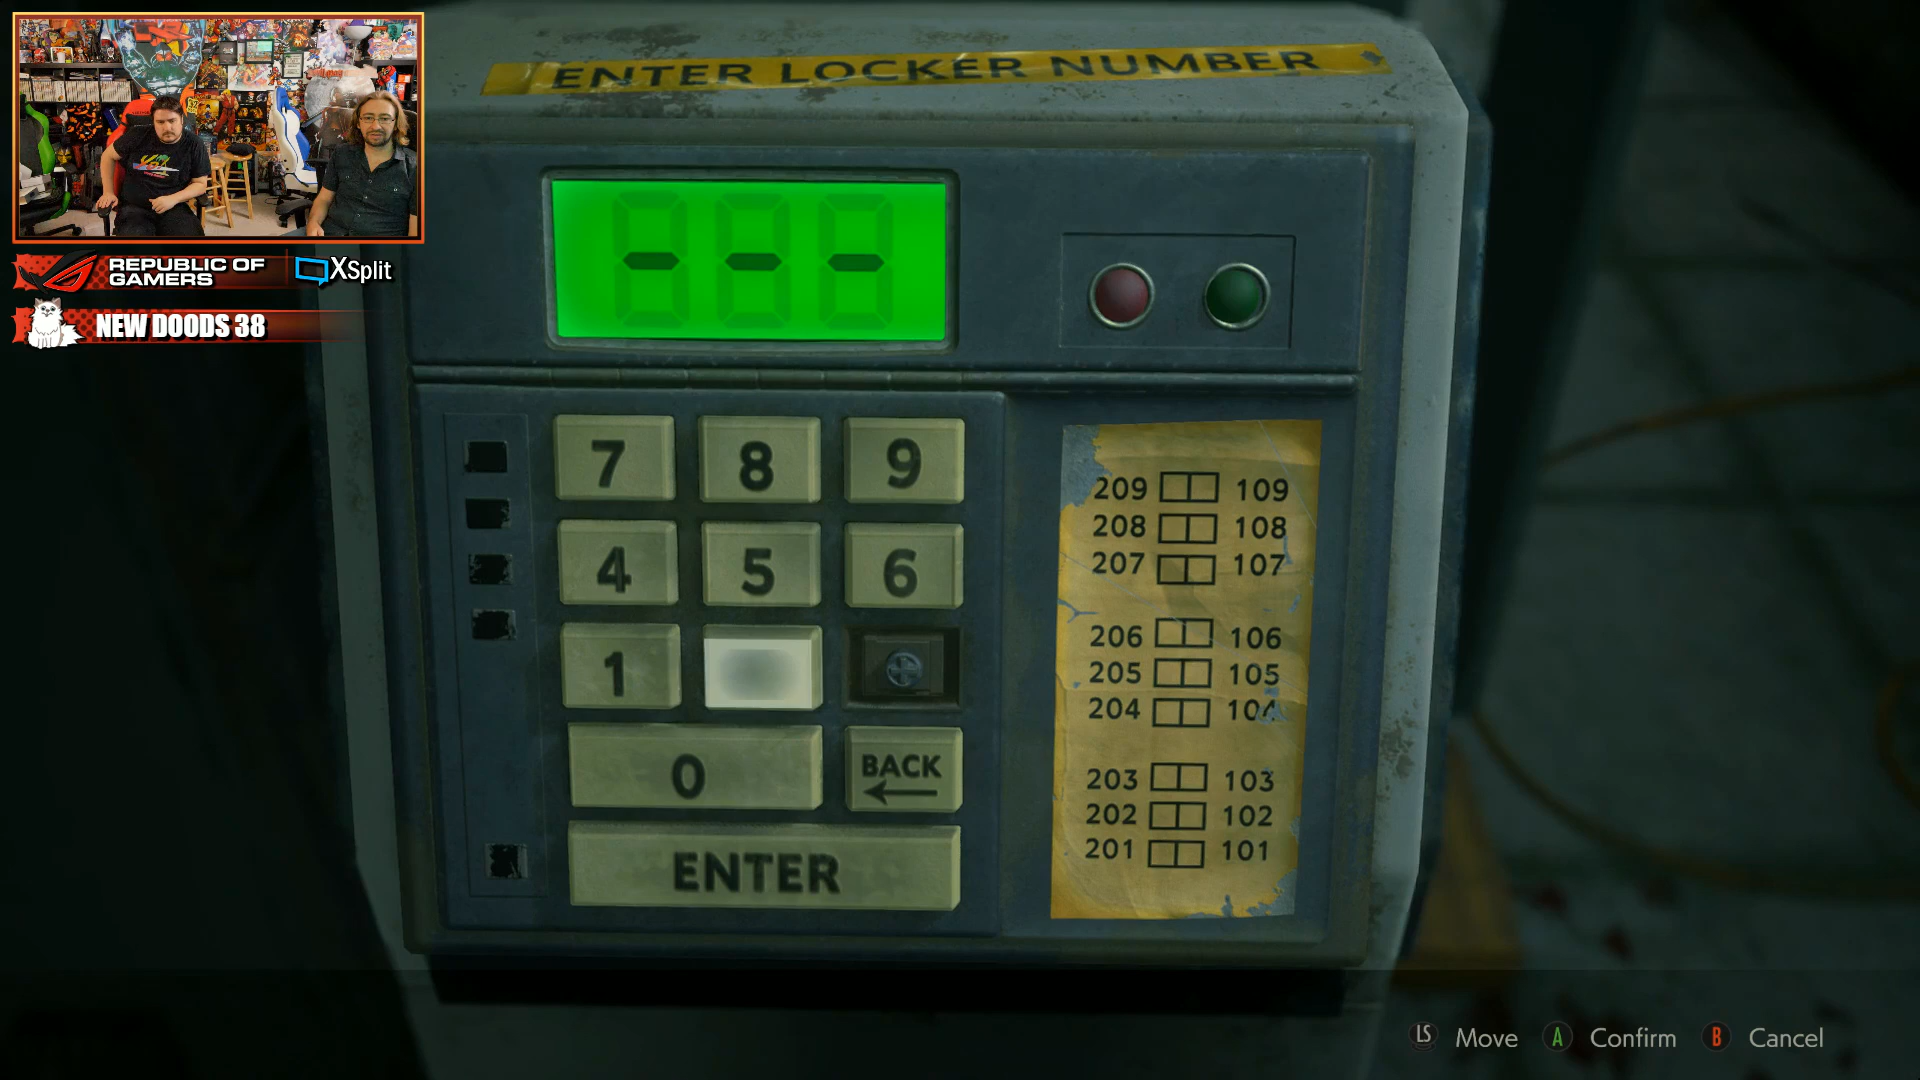 ENTER LOCKER NUMBER
REPUBLIC OF
GAMERS
XSplit
NEW DOODS 38
7 8 9
4 5 6
1
0 BACK
ENTER
209 109
208 108
207 107
206 106
205 105
204 104
203 103
202 102
201 101
LS Move A Confirm B Cancel